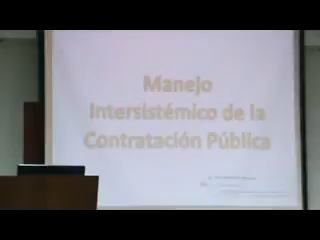 Manejo
Intersistémico de la
Contratación Pública